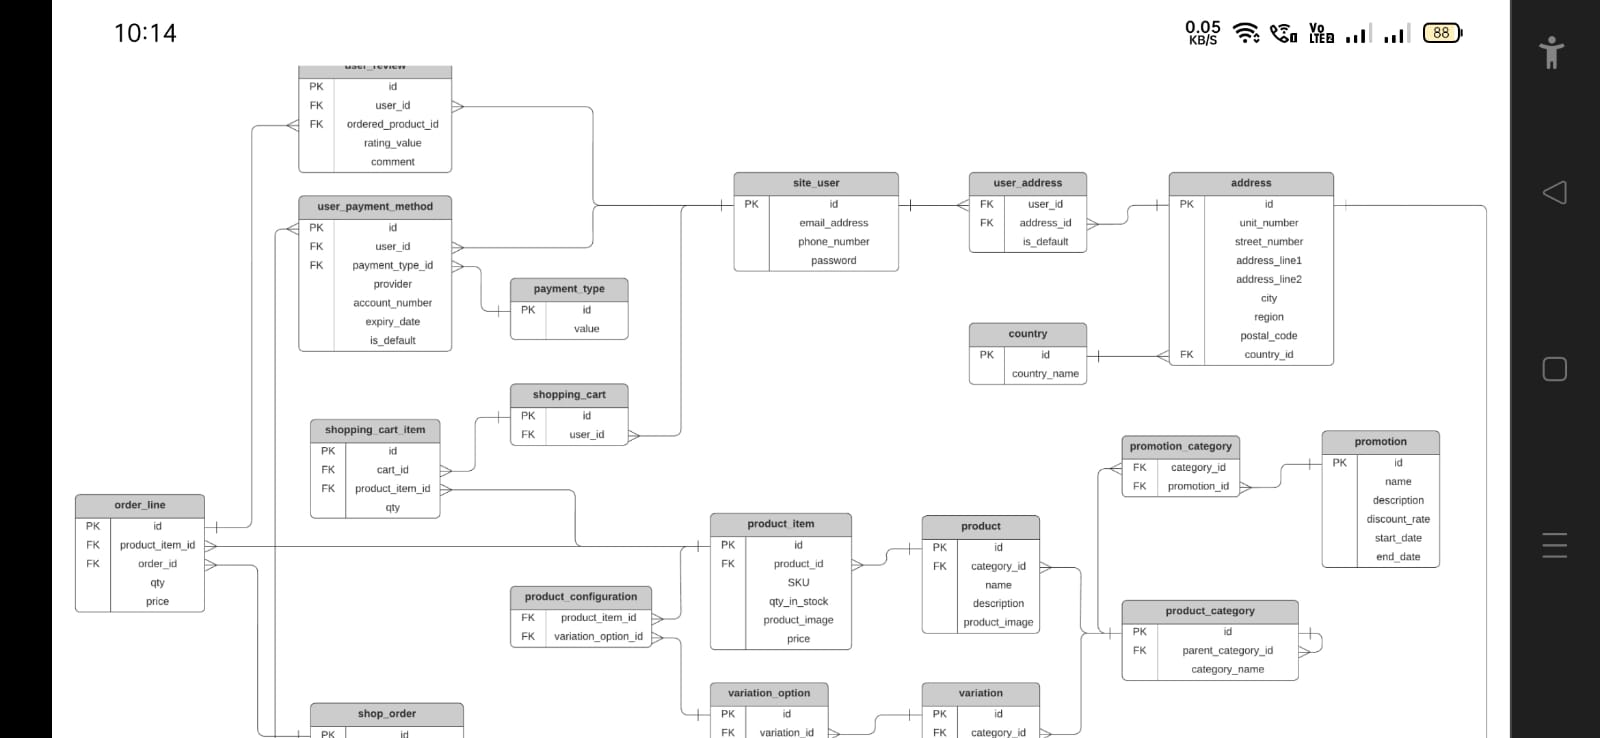 10:14
0.05
KB/S
Vo
LTE2
88
user_review
PK id
FK user_id
FK ordered_product_id
rating_value
comment
user_payment_method
PK id
FK user_id
FK payment_type_id
provider
account_number
expiry_date
is_default
payment_type
PK id
value
site_user
PK id
email_address
phone_number
password
user_address
FK user_id
FK address_id
is_default
address
PK id
unit_number
street_number
address_line1
address_line2
city
region
postal_code
FK country_id
country
PK id
country_name
shopping_cart
PK id
FK user_id
shopping_cart_item
PK id
FK cart_id
FK product_item_id
qty
promotion_category
FK category_id
FK promotion_id
promotion
PK id
name
description
discount_rate
start_date
end_date
order_line
PK id
FK product_item_id
FK order_id
qty
price
product_item
PK id
FK product_id
SKU
qty_in_stock
product_image
price
product
PK id
FK category_id
name
description
product_image
product_configuration
FK product_item_id
FK variation_option_id
product_category
PK id
FK parent_category_id
category_name
variation_option
PK id
FK variation_id
variation
PK id
FK category_id
shop_order
PK id